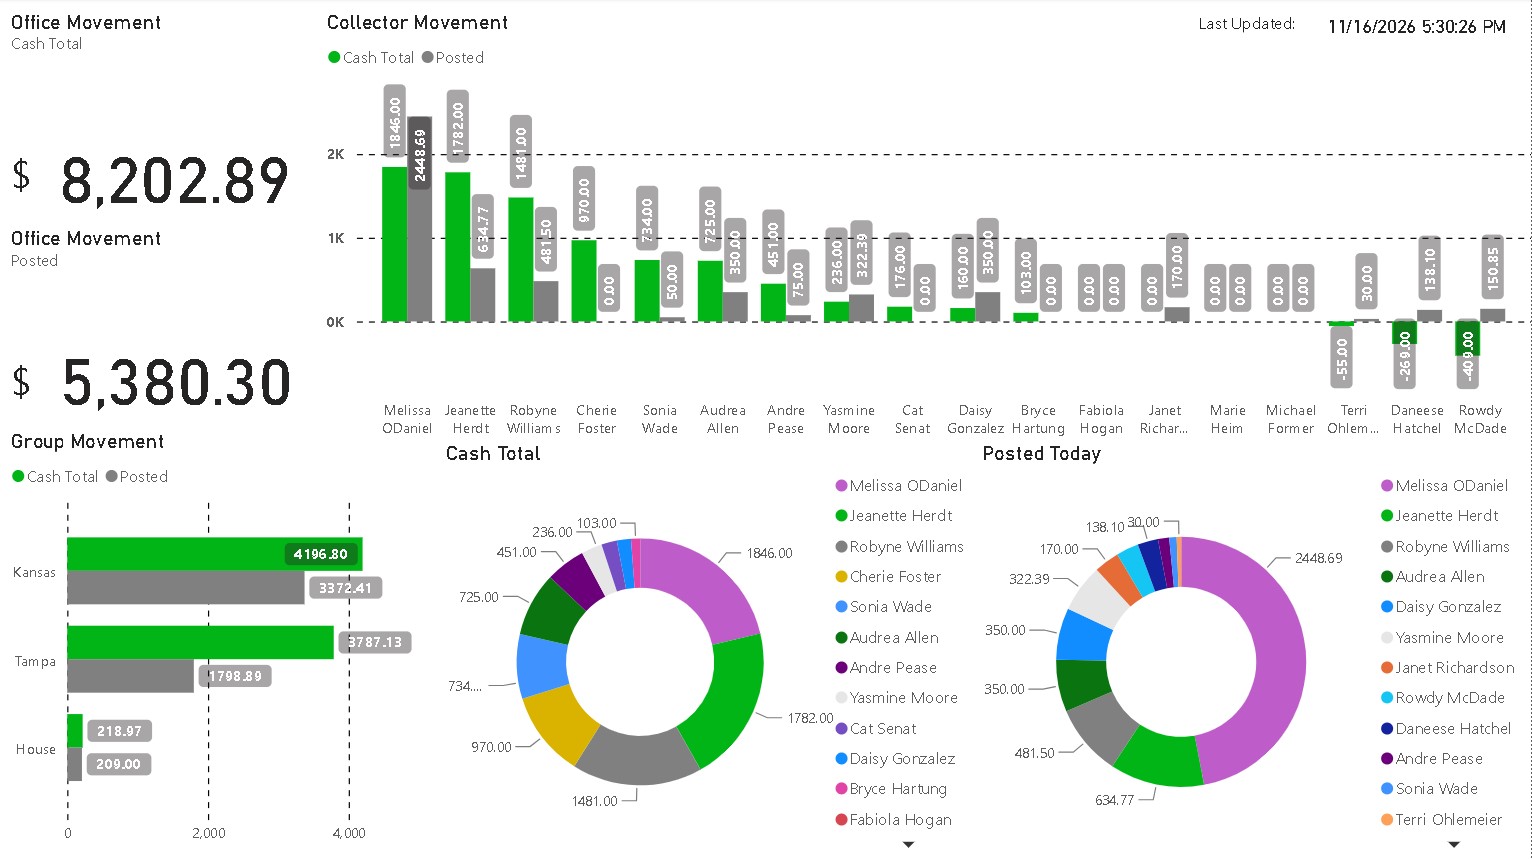 Office Movement
Cash Total
$ 8,202.89
Office Movement
Posted
$ 5,380.30
Collector Movement
Cash Total Posted
Last Updated: 11/16/2026 5:30:26 PM
2K
1K
0K
1846.00 2448.69 1782.00 634.77 1481.00 481.50 970.00 0.00 734.00 50.00 725.00 350.00 451.00 75.00 236.00 322.39 176.00 0.00 160.00 350.00 103.00 0.00 0.00 0.00 0.00 170.00 0.00 0.00 0.00 0.00 -55.00 30.00 -269.00 138.10 -409.00 150.85
Melissa ODaniel
Jeanette Herdt
Robyne Williams
Cherie Foster
Sonia Wade
Audrea Allen
Andre Pease
Yasmine Moore
Cat Senat
Daisy Gonzalez
Bryce Hartung
Fabiola Hogan
Janet Richar...
Marie Heim
Michael Former
Terri Ohlem...
Daneese Hatchel
Rowdy McDade
Group Movement
Cash Total Posted
Kansas 4196.80
3372.41
Tampa 3787.13
1798.89
House 218.97
209.00
0 2,000 4,000
Cash Total
1846.00
1782.00
1481.00
970.00
734....
725.00
451.00
236.00
103.00
Melissa ODaniel
Jeanette Herdt
Robyne Williams
Cherie Foster
Sonia Wade
Audrea Allen
Andre Pease
Yasmine Moore
Cat Senat
Daisy Gonzalez
Bryce Hartung
Fabiola Hogan
Posted Today
2448.69
634.77
481.50
350.00
350.00
322.39
170.00
138.10
30.00
Melissa ODaniel
Jeanette Herdt
Robyne Williams
Audrea Allen
Daisy Gonzalez
Yasmine Moore
Janet Richardson
Rowdy McDade
Daneese Hatchel
Andre Pease
Sonia Wade
Terri Ohlemeier